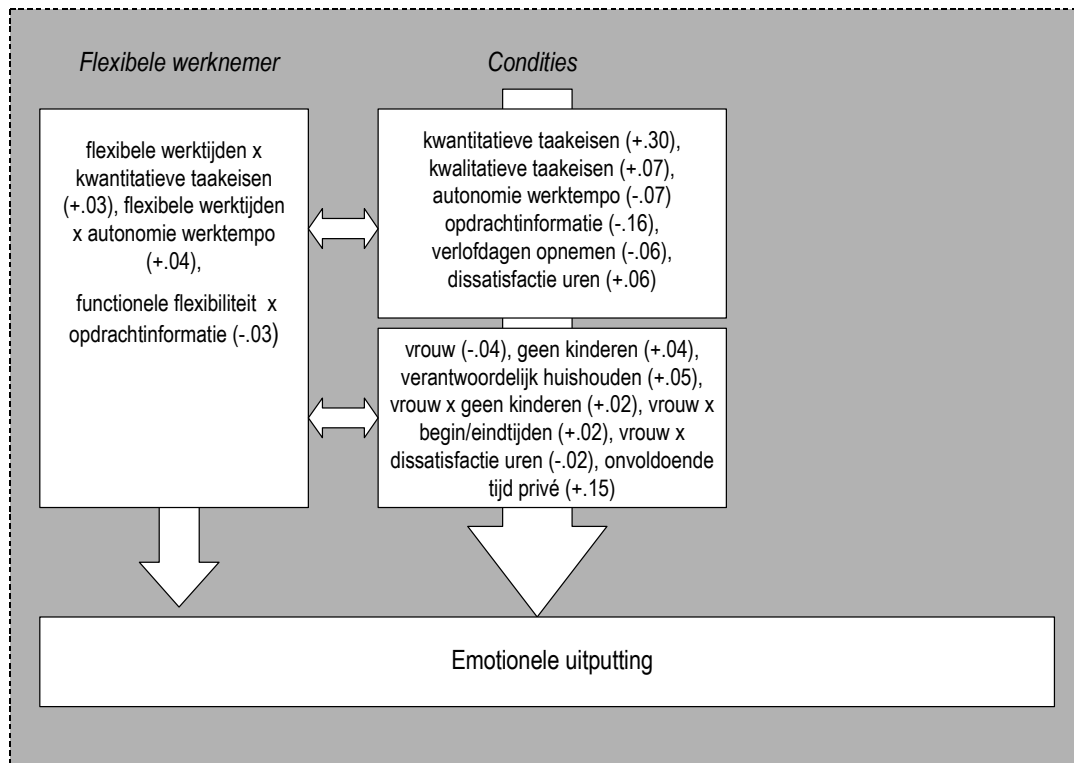 Flexibele werknemer
Condities
flexibele werktijden x
kwantitatieve taakeisen
(+.03), flexibele werktijden
x autonomie werktempo
(+.04),
functionele flexibiliteit x
opdrachtinformatie (-.03)
kwantitatieve taakeisen (+.30),
kwalitatieve taakeisen (+.07),
autonomie werktempo (-.07)
opdrachtinformatie (-.16),
verlofdagen opnemen (-.06),
dissatisfactie uren (+.06)
vrouw (-.04), geen kinderen (+.04),
verantwoordelijk huishouden (+.05),
vrouw x geen kinderen (+.02), vrouw x
begin/eindtijden (+.02), vrouw x
dissatisfactie uren (-.02), onvoldoende
tijd privé (+.15)
Emotionele uitputting